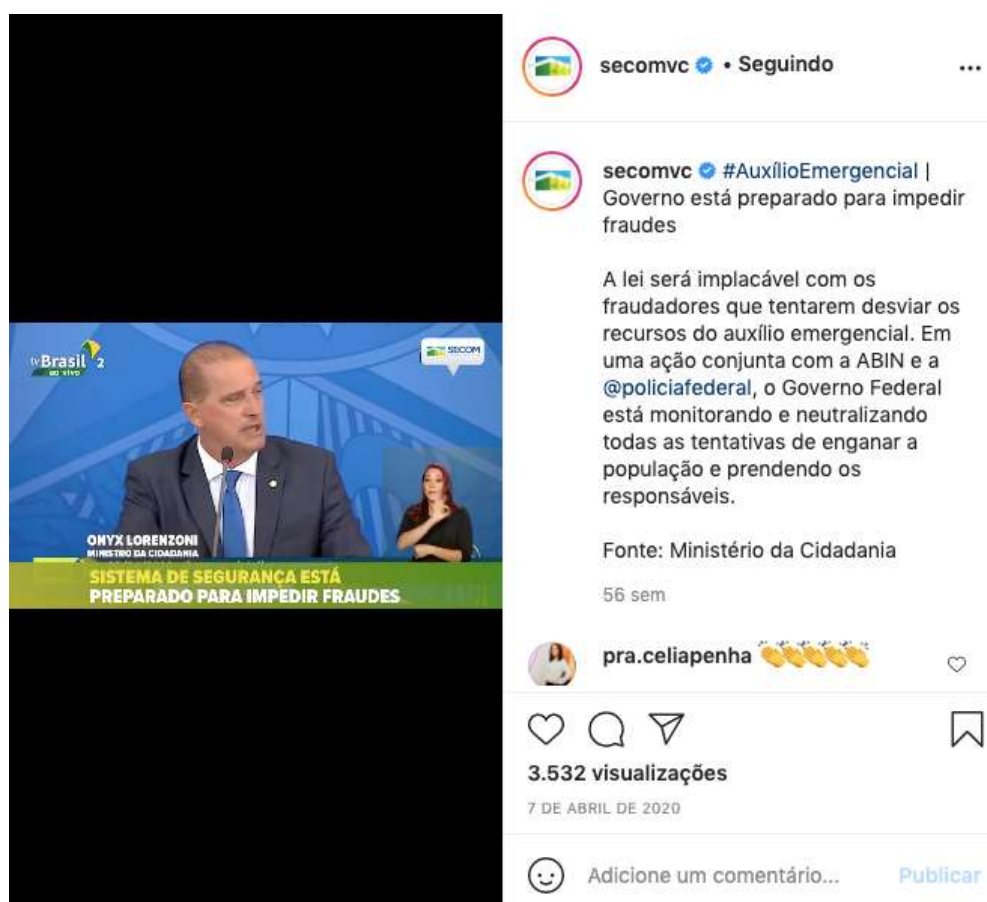 tv Brasil 2
ao vivo
SECOM
ONYX LORENZONI
MINISTRO DA CIDADANIA
SISTEMA DE SEGURANÇA ESTÁ
PREPARADO PARA IMPEDIR FRAUDES
secomvc • Seguindo
secomvc #AuxílioEmergencial |
Governo está preparado para impedir
fraudes
A lei será implacável com os
fraudadores que tentarem desviar os
recursos do auxílio emergencial. Em
uma ação conjunta com a ABIN e a
@policiafederal, o Governo Federal
está monitorando e neutralizando
todas as tentativas de enganar a
população e prendendo os
responsáveis.
Fonte: Ministério da Cidadania
56 sem
pra.celiapenha 👏👏👏👏👏
3.532 visualizações
7 DE ABRIL DE 2020
Adicione um comentário... Publicar